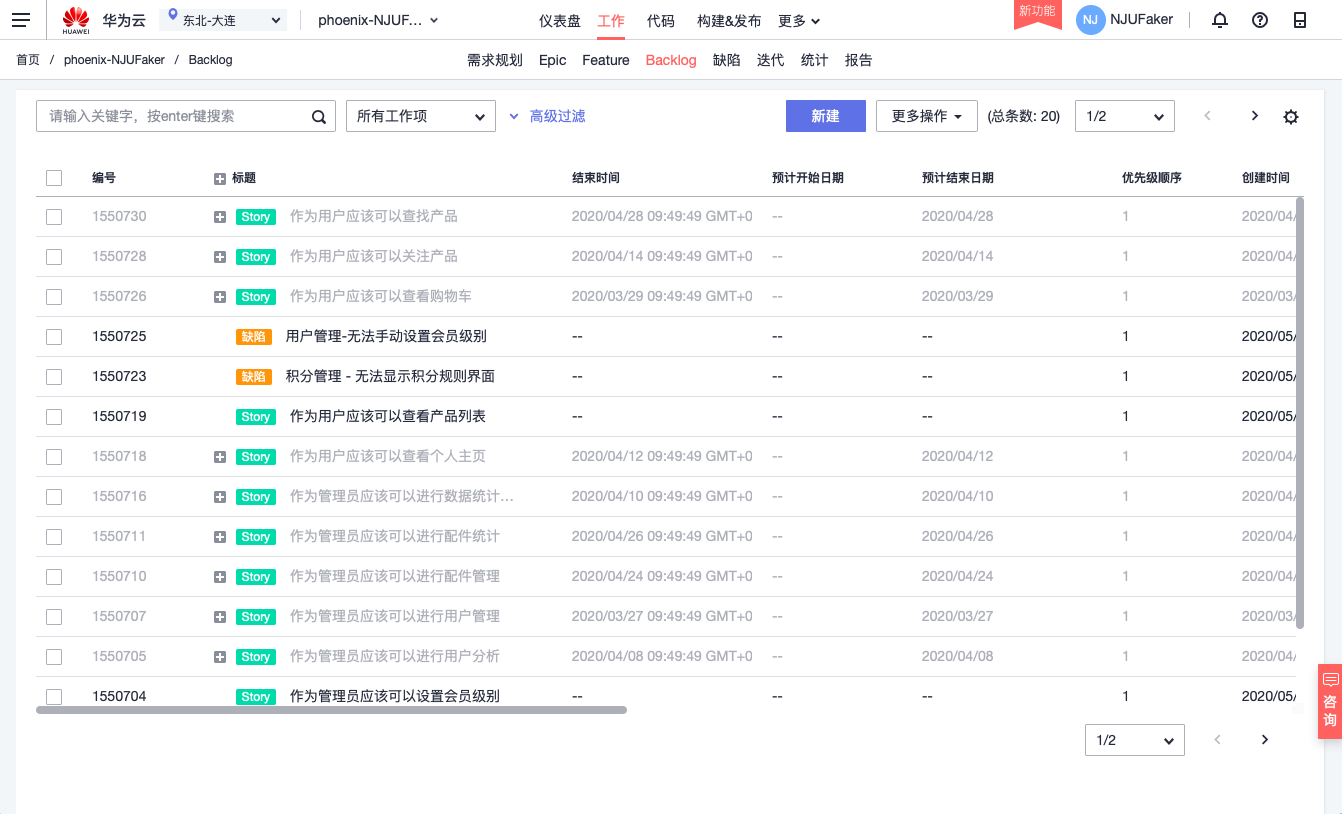 HUAWEI 华为云 东北-大连 phoenix-NJUF... 仪表盘 工作 代码 构建&发布 更多 新功能 NJ NJUFaker
首页 / phoenix-NJUFaker / Backlog 需求规划 Epic Feature Backlog 缺陷 迭代 统计 报告
请输入关键字，按enter键搜索 所有工作项 高级过滤 新建 更多操作 (总条数: 20) 1/2
编号 标题 结束时间 预计开始日期 预计结束日期 优先级顺序 创建时间
1550730 Story 作为用户应该可以查找产品 2020/04/28 09:49:49 GMT+0 -- 2020/04/28 1 2020/04/
1550728 Story 作为用户应该可以关注产品 2020/04/14 09:49:49 GMT+0 -- 2020/04/14 1 2020/04/
1550726 Story 作为用户应该可以查看购物车 2020/03/29 09:49:49 GMT+0 -- 2020/03/29 1 2020/03/
1550725 缺陷 用户管理-无法手动设置会员级别 -- -- -- 1 2020/05/
1550723 缺陷 积分管理 - 无法显示积分规则界面 -- -- -- 1 2020/05/
1550719 Story 作为用户应该可以查看产品列表 -- -- -- 1 2020/05/
1550718 Story 作为用户应该可以查看个人主页 2020/04/12 09:49:49 GMT+0 -- 2020/04/12 1 2020/04/
1550716 Story 作为管理员应该可以进行数据统计... 2020/04/10 09:49:49 GMT+0 -- 2020/04/10 1 2020/04/
1550711 Story 作为管理员应该可以进行配件统计 2020/04/26 09:49:49 GMT+0 -- 2020/04/26 1 2020/04/
1550710 Story 作为管理员应该可以进行配件管理 2020/04/24 09:49:49 GMT+0 -- 2020/04/24 1 2020/04/
1550707 Story 作为管理员应该可以进行用户管理 2020/03/27 09:49:49 GMT+0 -- 2020/03/27 1 2020/03/
1550705 Story 作为管理员应该可以进行用户分析 2020/04/08 09:49:49 GMT+0 -- 2020/04/08 1 2020/04/
1550704 Story 作为管理员应该可以设置会员级别 -- -- -- 1 2020/05/
咨询
1/2